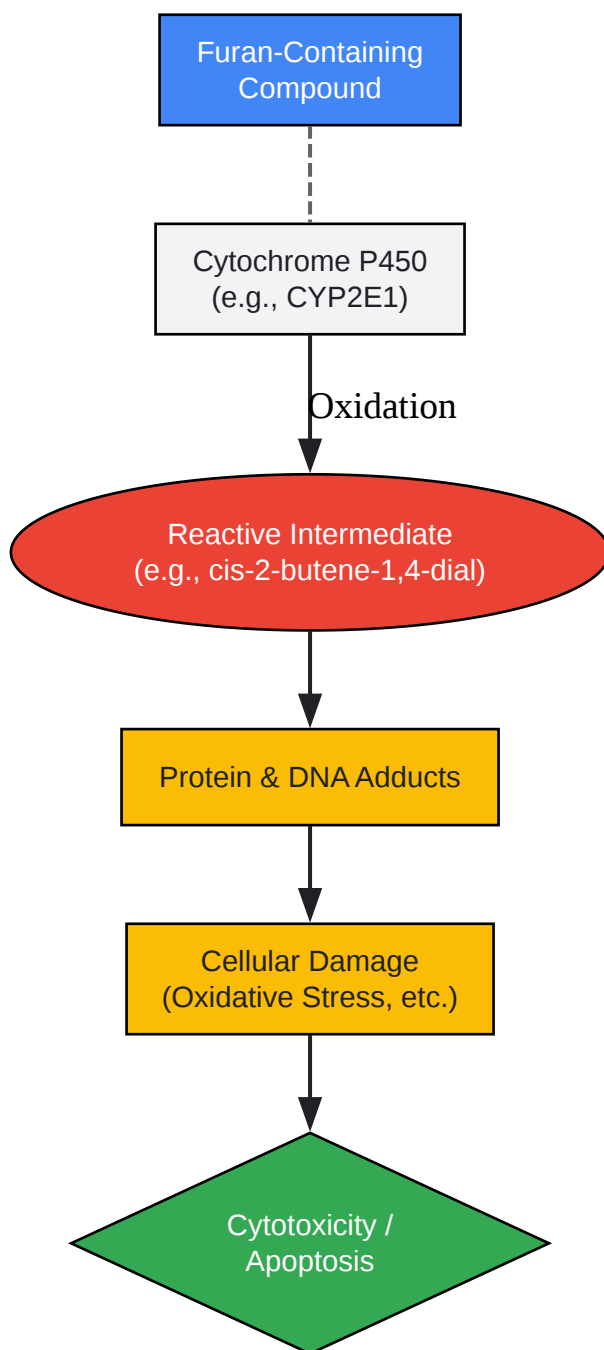 Furan-Containing
Compound
Cytochrome P450
(e.g., CYP2E1)
Oxidation
Reactive Intermediate
(e.g., cis-2-butene-1,4-dial)
Protein & DNA Adducts
Cellular Damage
(Oxidative Stress, etc.)
Cytotoxicity /
Apoptosis